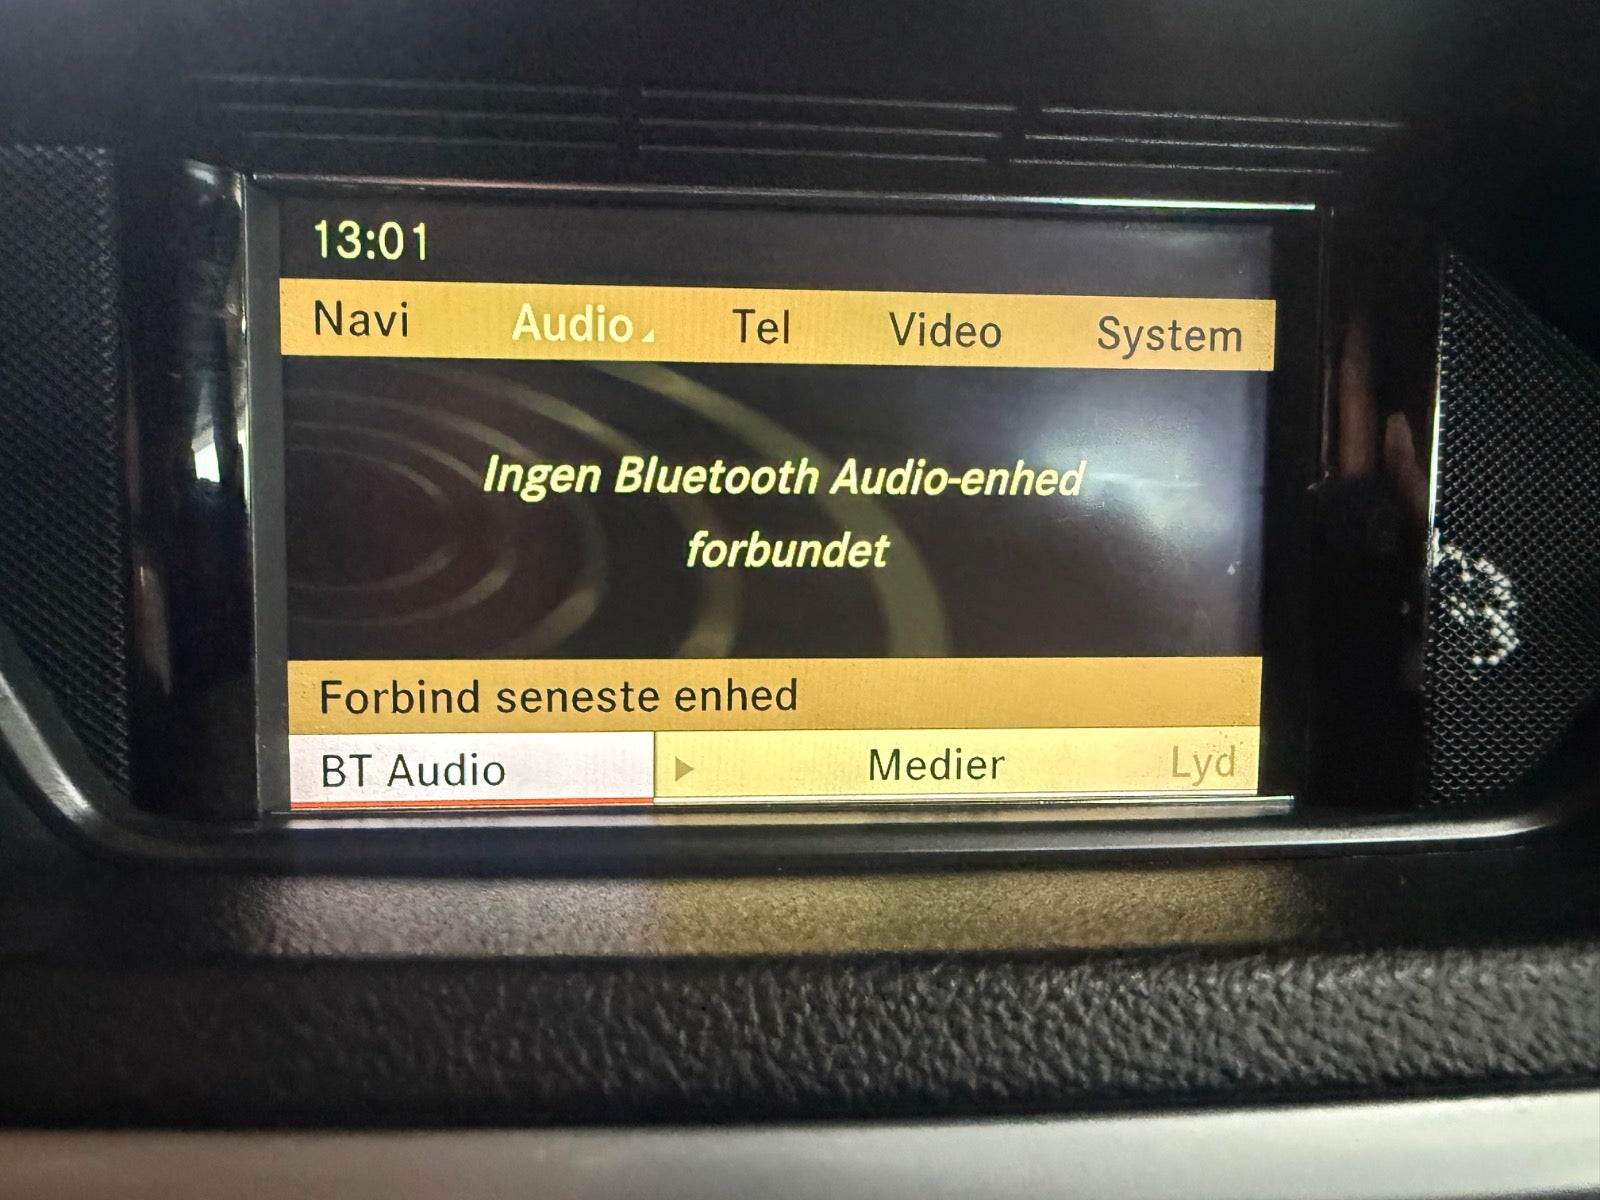 13:01
Navi Audio Tel Video System
Ingen Bluetooth Audio-enhed
forbundet
Forbind seneste enhed
BT Audio Medier Lyd